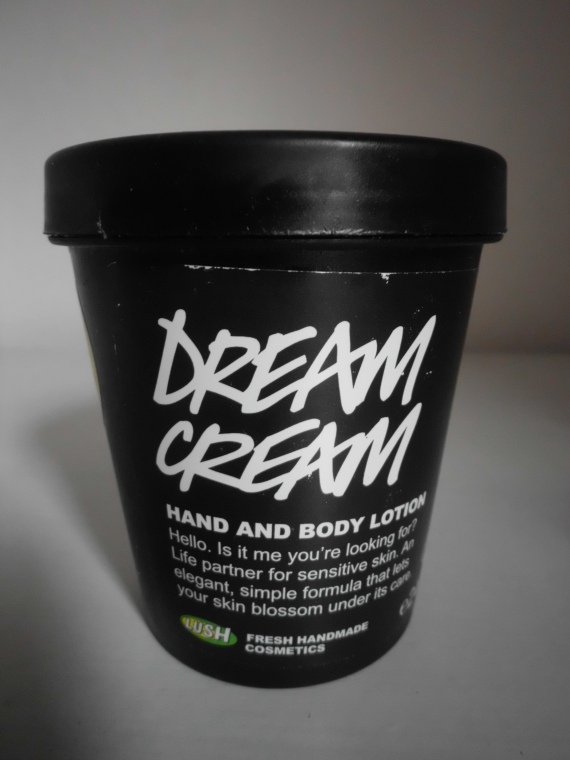 DREAM
CREAM
HAND AND BODY LOTION
Hello. Is it me you're looking for?
Life partner for sensitive skin. An
elegant, simple formula that lets
your skin blossom under its care.
LUSH
FRESH HANDMADE
COSMETICS